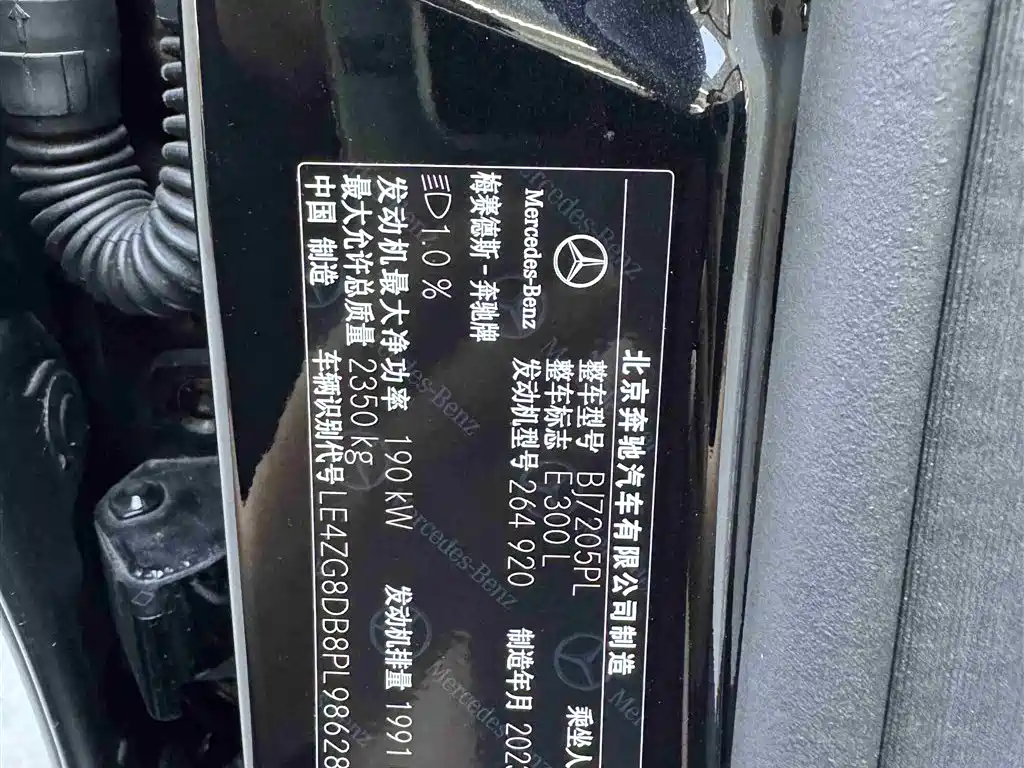 北京奔驰汽车有限公司制造
Mercedes-Benz
梅赛德斯-奔驰牌
整车型号 BJ7205PL
乘坐人
整车标志 E 300 L
发动机型号 264 920
制造年月 2023
1.0 %
发动机最大净功率 190 kW
发动机排量 1991
最大允许总质量 2350 kg
中国 制造
车辆识别代号 LE4ZG8DB8PL98628